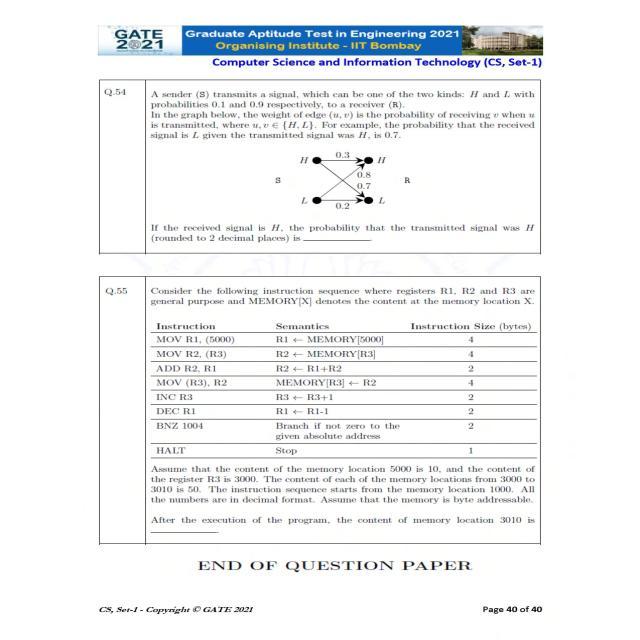 GATE
2021
Graduate Aptitude Test in Engineering 2021
Organising Institute - IIT Bombay
Computer Science and Information Technology (CS, Set-1)
Q.54
A sender (S) transmits a signal, which can be one of the two kinds: H and L with
probabilities 0.1 and 0.9 respectively, to a receiver (R).
In the graph below, the weight of edge (u, v) is the probability of receiving v when u
is transmitted, where u, v ∈ {H, L}. For example, the probability that the received
signal is L given the transmitted signal was H, is 0.7.
0.3
H H
0.8
S R
0.7
L L
0.2
If the received signal is H, the probability that the transmitted signal was H
(rounded to 2 decimal places) is ____________.
Q.55
Consider the following instruction sequence where registers R1, R2 and R3 are
general purpose and MEMORY[X] denotes the content at the memory location X.
Instruction Semantics Instruction Size (bytes)
MOV R1, (5000) R1 ← MEMORY[5000] 4
MOV R2, (R3) R2 ← MEMORY[R3] 4
ADD R2, R1 R2 ← R1+R2 2
MOV (R3), R2 MEMORY[R3] ← R2 4
INC R3 R3 ← R3+1 2
DEC R1 R1 ← R1-1 2
BNZ 1004 Branch if not zero to the 2
given absolute address
HALT Stop 1
Assume that the content of the memory location 5000 is 10, and the content of
the register R3 is 3000. The content of each of the memory locations from 3000 to
3010 is 50. The instruction sequence starts from the memory location 1000. All
the numbers are in decimal format. Assume that the memory is byte addressable.
After the execution of the program, the content of memory location 3010 is
____________
END OF QUESTION PAPER
CS, Set-1 - Copyright © GATE 2021
Page 40 of 40